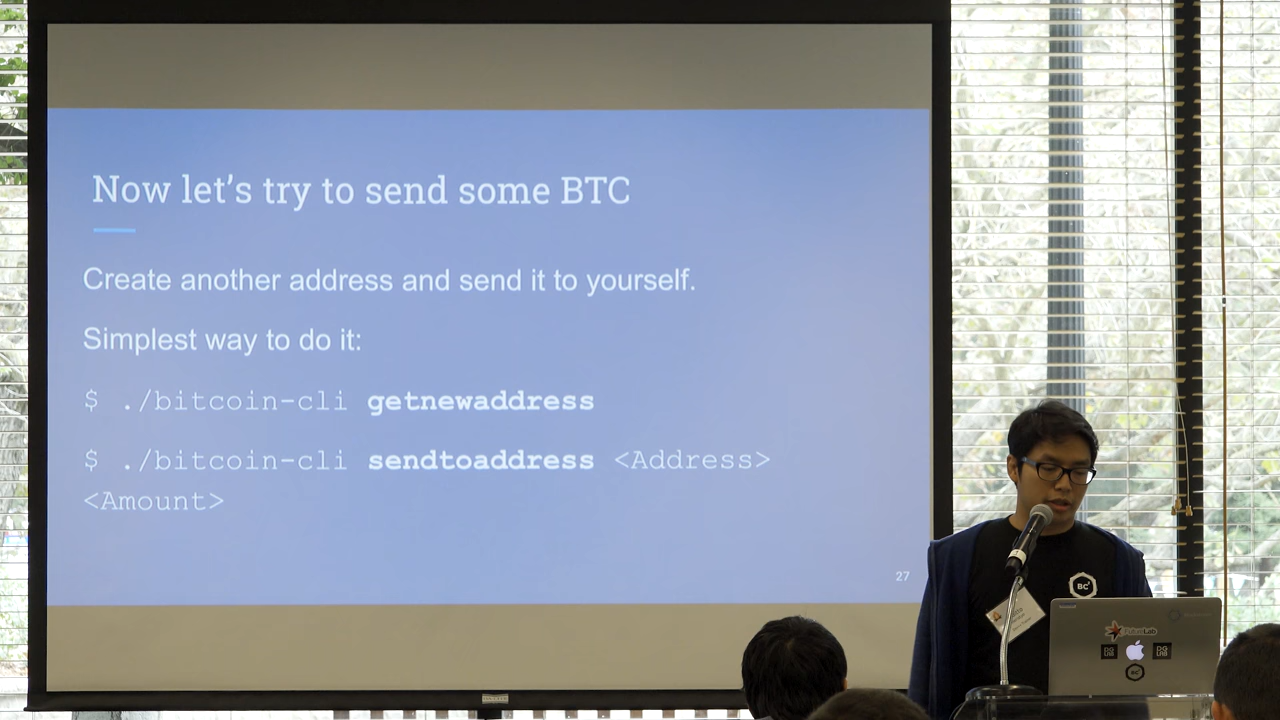 Now let's try to send some BTC
Create another address and send it to yourself.
Simplest way to do it:
$ ./bitcoin-cli getnewaddress
$ ./bitcoin-cli sendtoaddress <Address>
<Amount>
27
BC